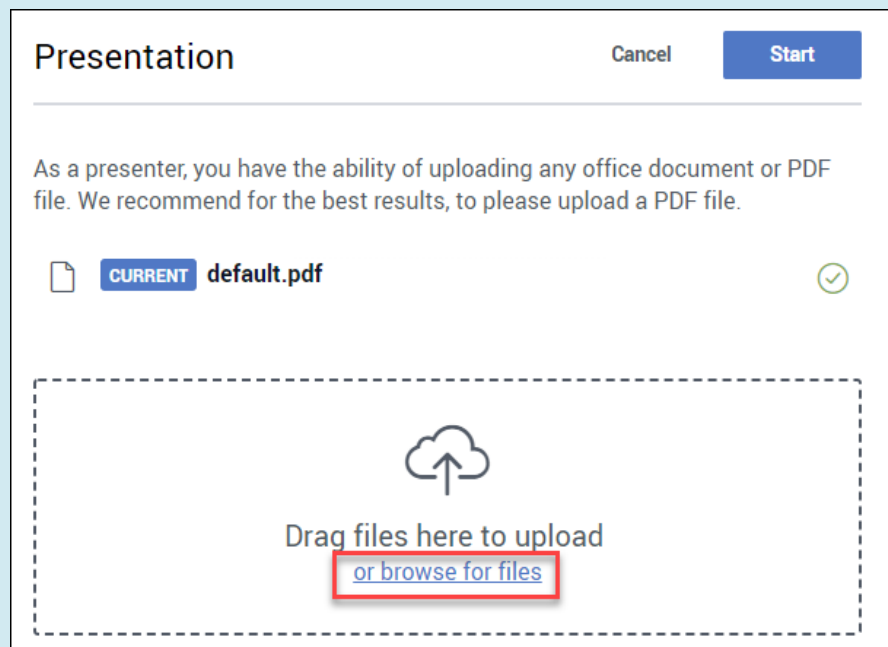 Presentation
Cancel
Start
As a presenter, you have the ability of uploading any office document or PDF
file. We recommend for the best results, to please upload a PDF file.
CURRENT default.pdf
Drag files here to upload
or browse for files